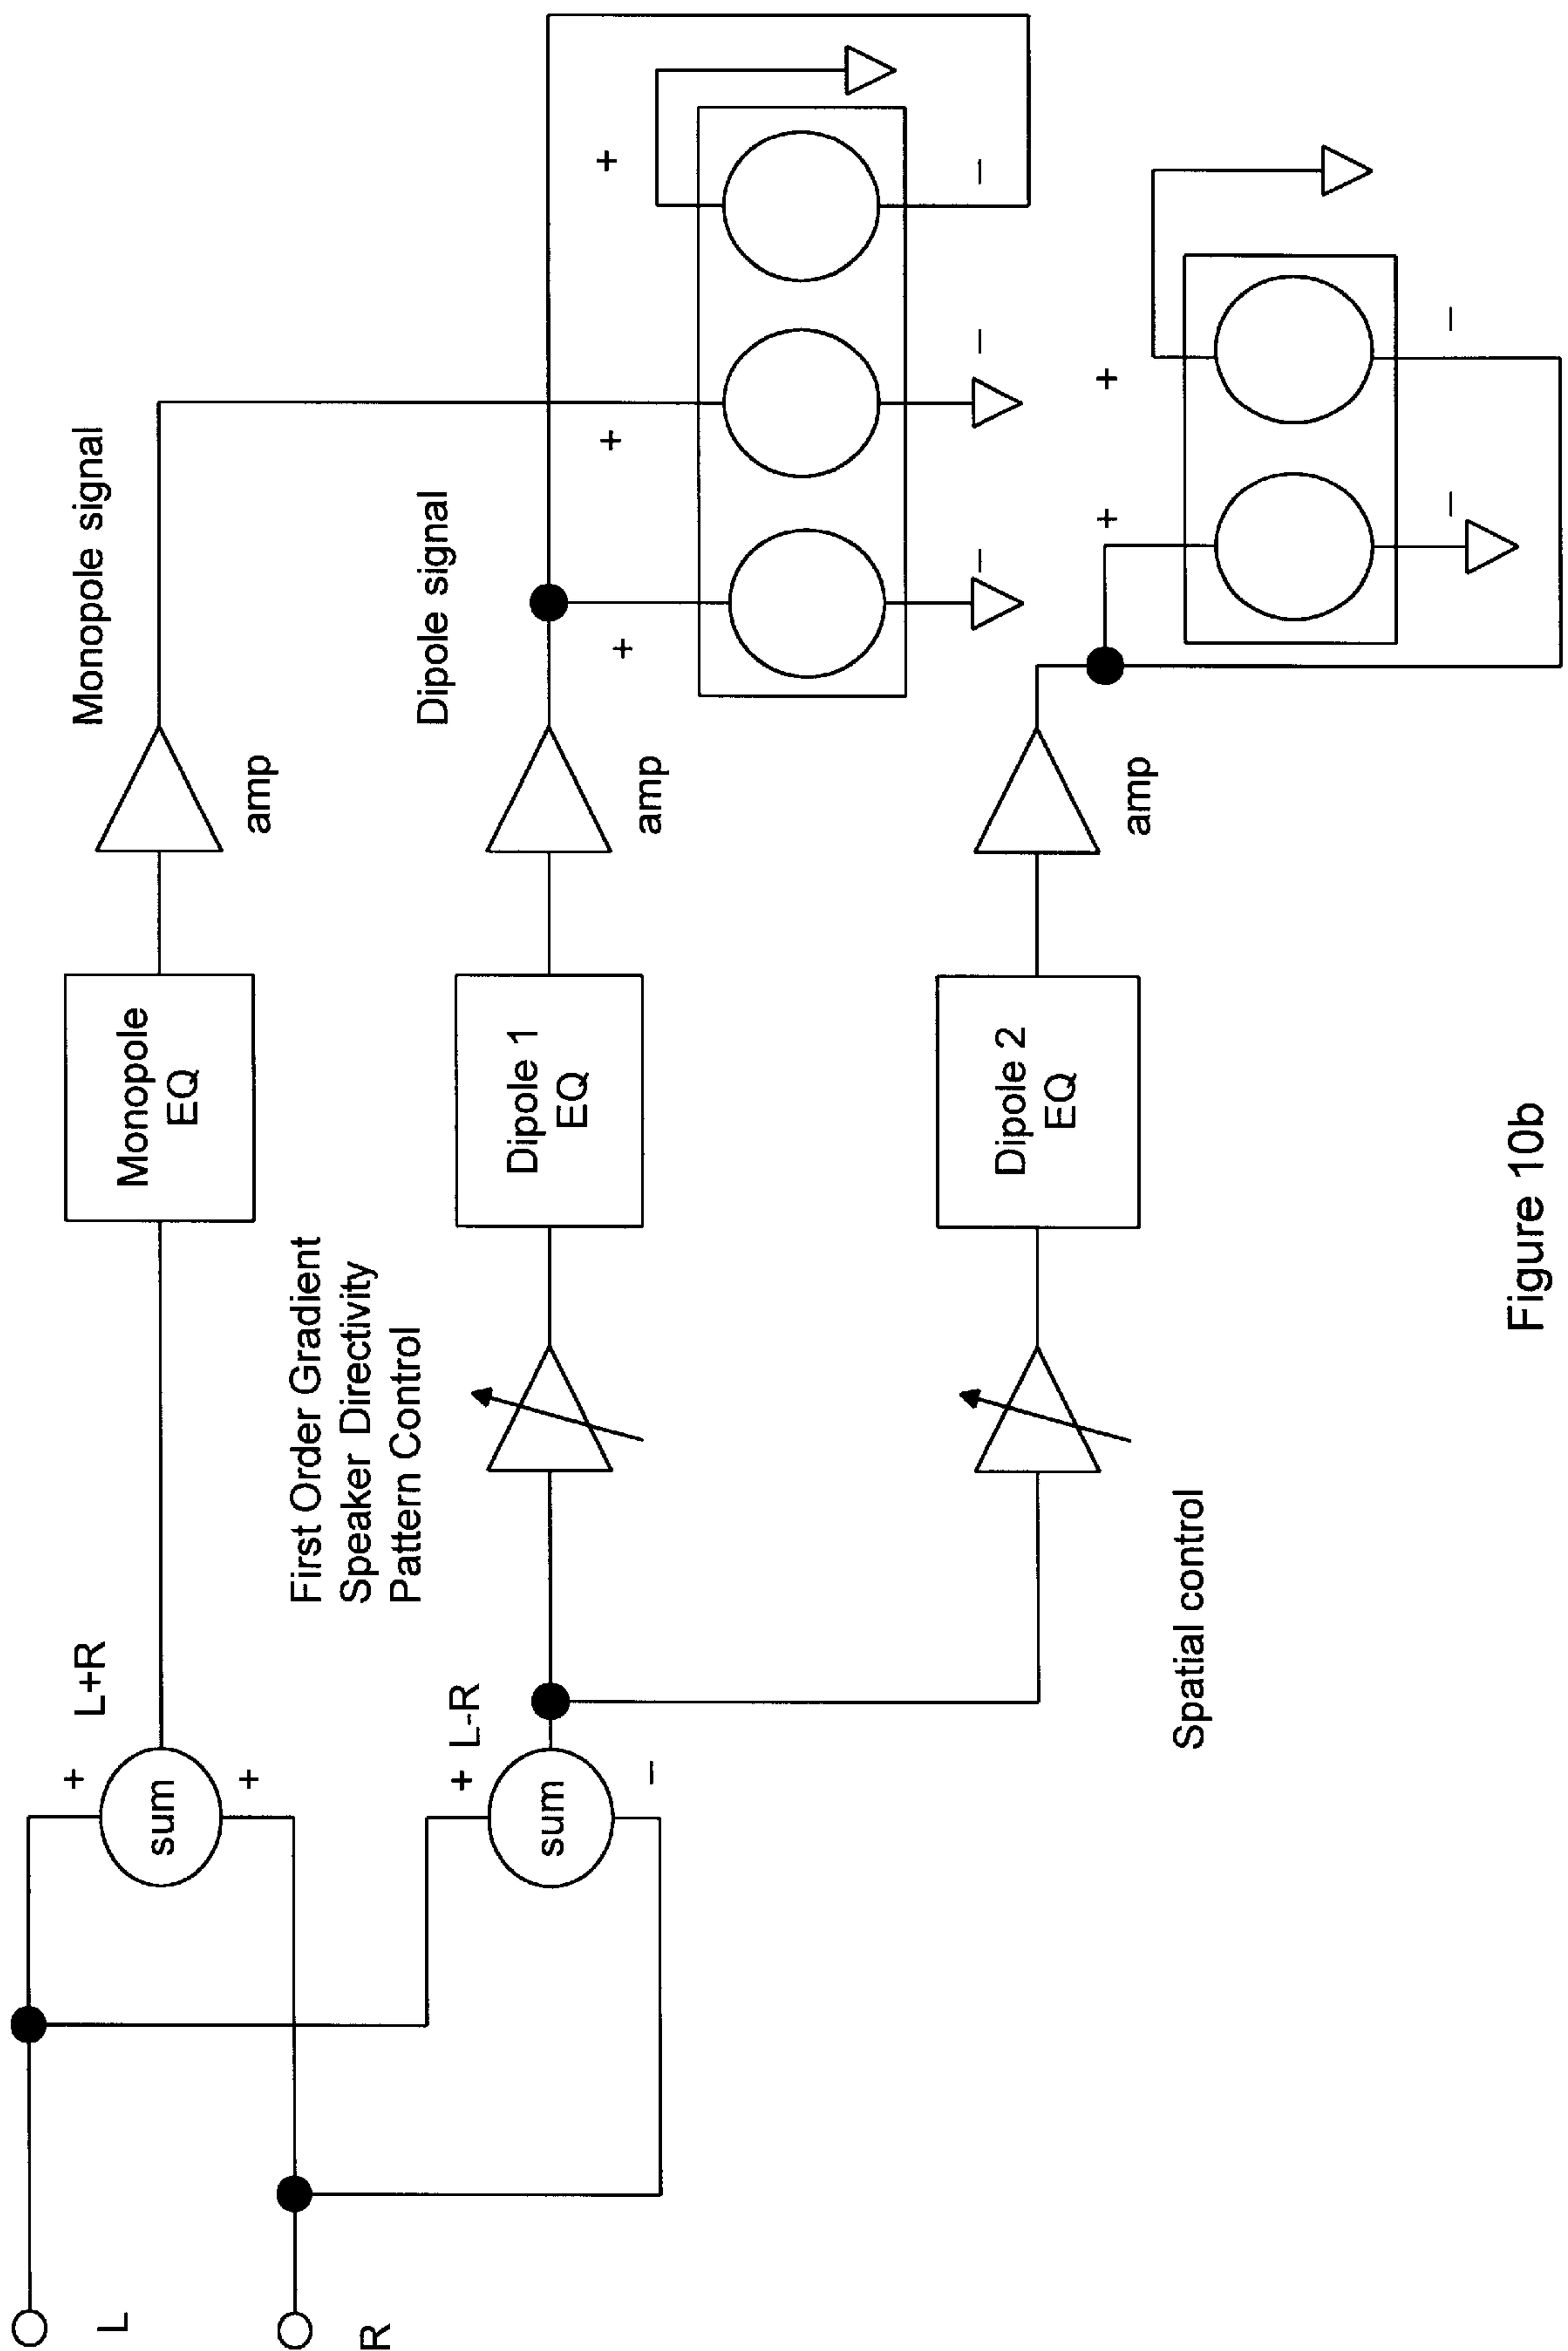 L
R
+
sum
+
L+R
+
sum
–
L-R
First Order Gradient
Speaker Directivity
Pattern Control
Spatial control
Monopole
EQ
Dipole 1
EQ
Dipole 2
EQ
amp
amp
amp
Monopole signal
Dipole signal
+
+
+
–
–
–
+
+
–
–
Figure 10b